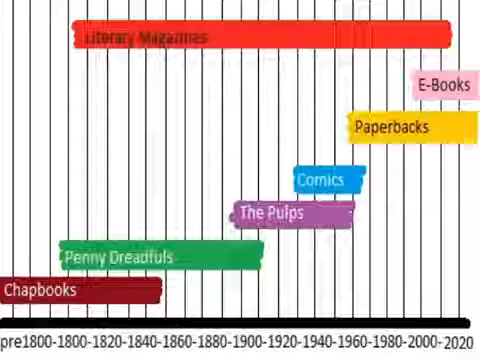 Literary Magazines
E-Books
Paperbacks
Comics
The Pulps
Penny Dreadfuls
Chapbooks
pre1800-1800-1820-1840-1860-1880-1900-1920-1940-1960-1980-2000-2020